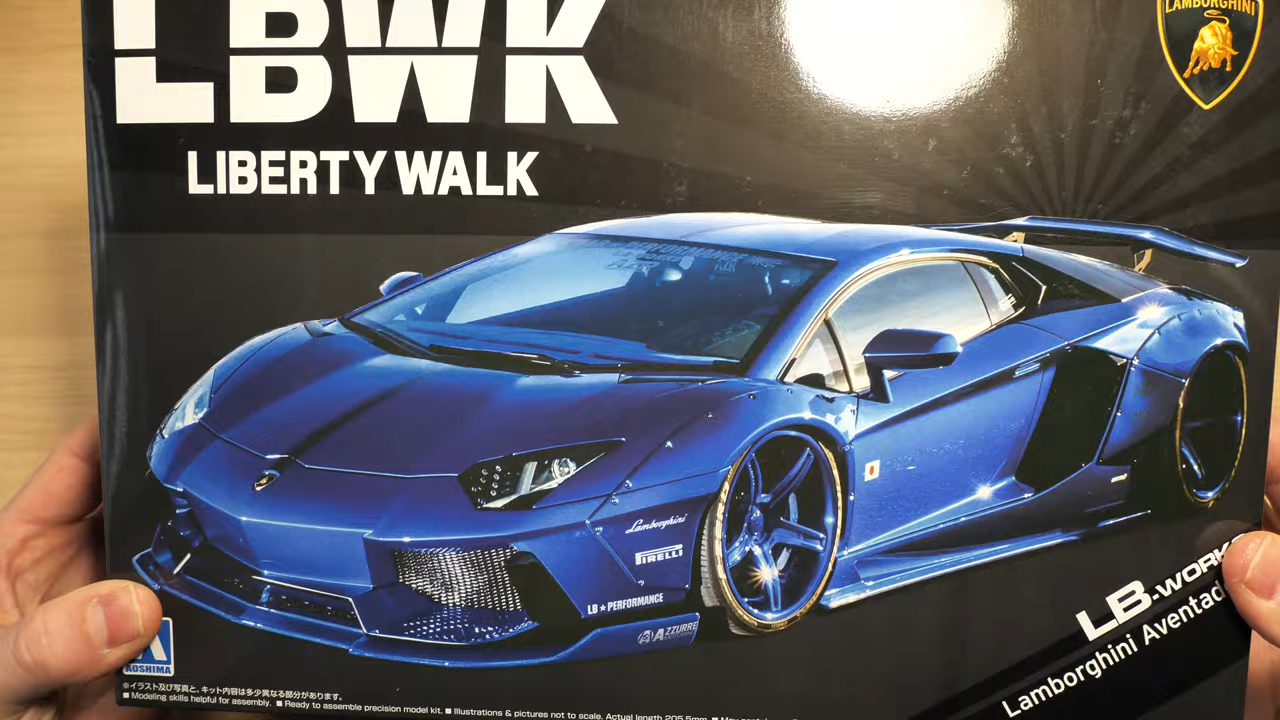 LBWK
LAMBORGHINI
LIBERTY WALK
LB★PERFORMANCE
Lamborghini
PIRELLI
LB★PERFORMANCE
AZZURRE
LB-WORK
Lamborghini Aventad
AOSHIMA
※イラスト及び写真と、キット内容は多少異なる部分があります。
■ Modeling skills helpful for assembly. ■ Ready to assemble precision model kit. ■ Illustrations & pictures not to scale. Actual length 205.5mm. ■ May